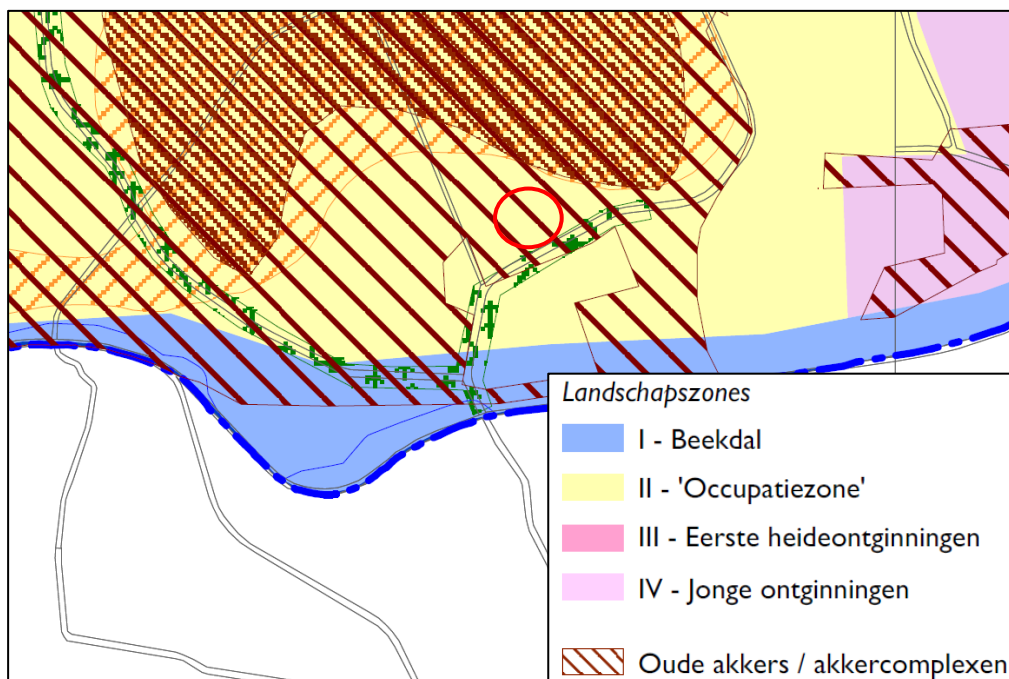 Landschapszones
I - Beekdal
II - 'Occupatiezone'
III - Eerste heideontginningen
IV - Jonge ontginningen
Oude akkers / akkercomplexen